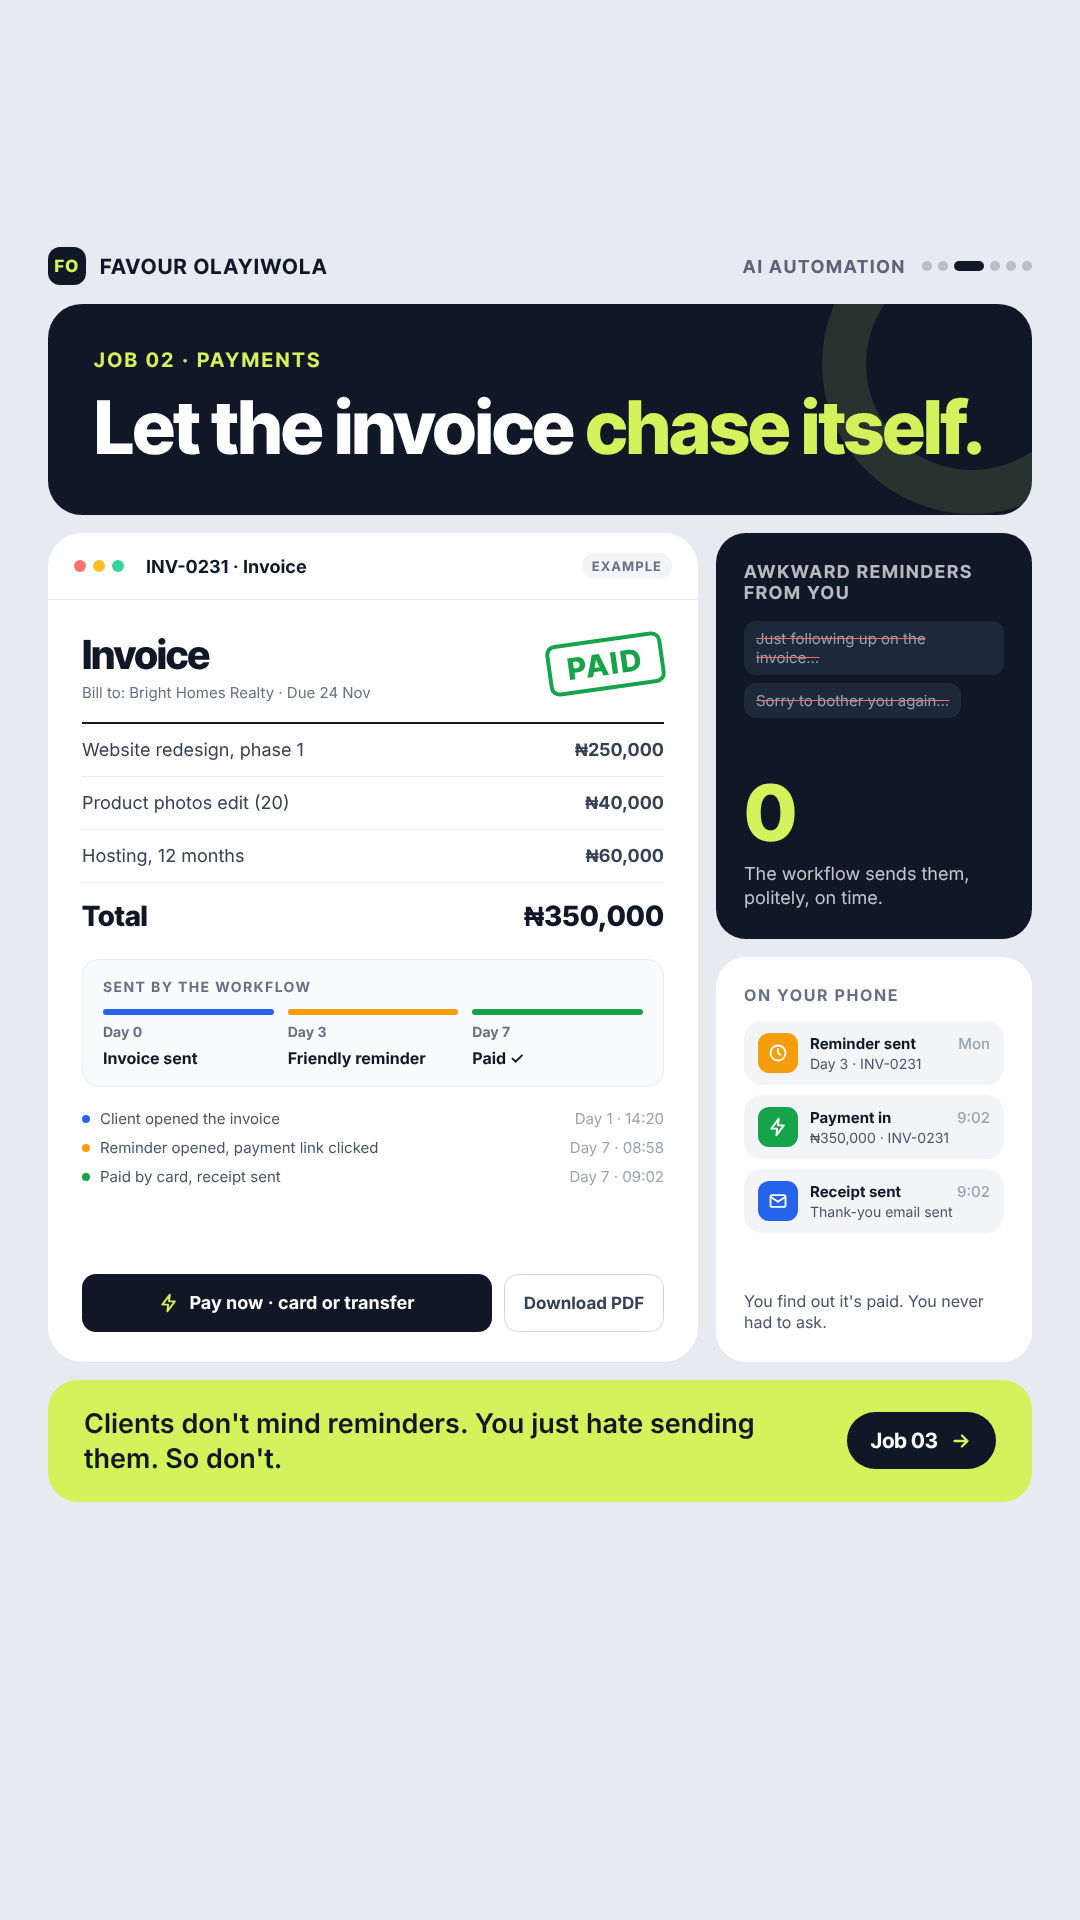 FO
FAVOUR OLAYIWOLA
AI AUTOMATION
JOB 02 · PAYMENTS
Let the invoice chase itself.
INV-0231 · Invoice
EXAMPLE
Invoice
PAID
Bill to: Bright Homes Realty · Due 24 Nov
Website redesign, phase 1 ₦250,000
Product photos edit (20) ₦40,000
Hosting, 12 months ₦60,000
Total ₦350,000
SENT BY THE WORKFLOW
Day 0
Invoice sent
Day 3
Friendly reminder
Day 7
Paid ✓
Client opened the invoice Day 1 · 14:20
Reminder opened, payment link clicked Day 7 · 08:58
Paid by card, receipt sent Day 7 · 09:02
Pay now · card or transfer
Download PDF
AWKWARD REMINDERS
FROM YOU
Just following up on the
invoice...
Sorry to bother you again...
0
The workflow sends them,
politely, on time.
ON YOUR PHONE
Reminder sent Mon
Day 3 · INV-0231
Payment in 9:02
₦350,000 · INV-0231
Receipt sent 9:02
Thank-you email sent
You find out it's paid. You never
had to ask.
Clients don't mind reminders. You just hate sending
them. So don't.
Job 03 →